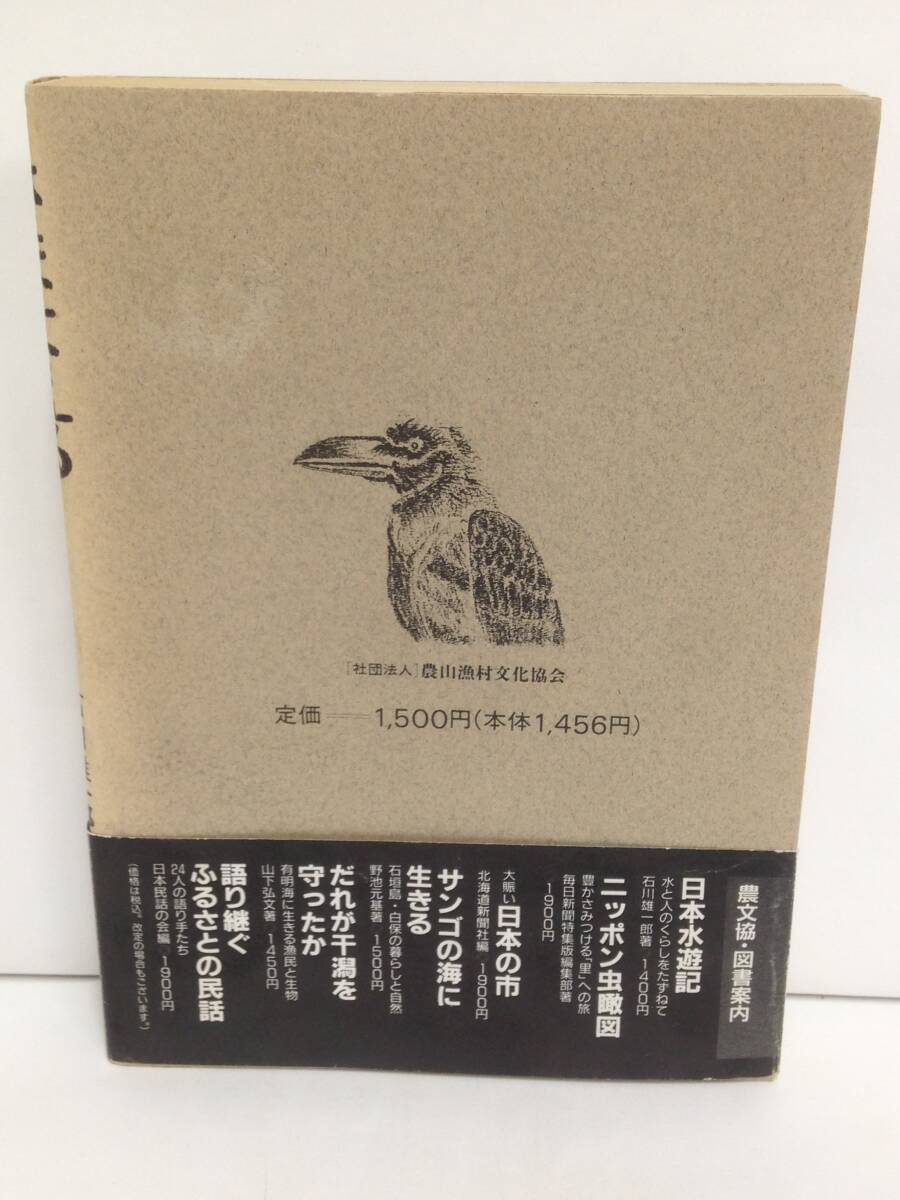 [社団法人]農山漁村文化協会
定価══1,500円(本体1,456円)
農文協・図書案内
日本水遊記
水と人のくらしをたずねて
石川雄一郎著 1400円
ニッポン虫瞰図
豊かさみつける「里」への旅
毎日新聞特集版編集部著
1900円
大賑い 日本の市
北海道新聞社編 1900円
サンゴの海に
生きる
石垣島・白保の暮らしと自然
野池元基著 1500円
だれが干潟を
守ったか
有明海に生きる漁民と生物
山下弘文著 1450円
語り継ぐ
ふるさとの民話
24人の語り手たち
日本民話の会編 1900円
(価格は税込。改定の場合もございます。)